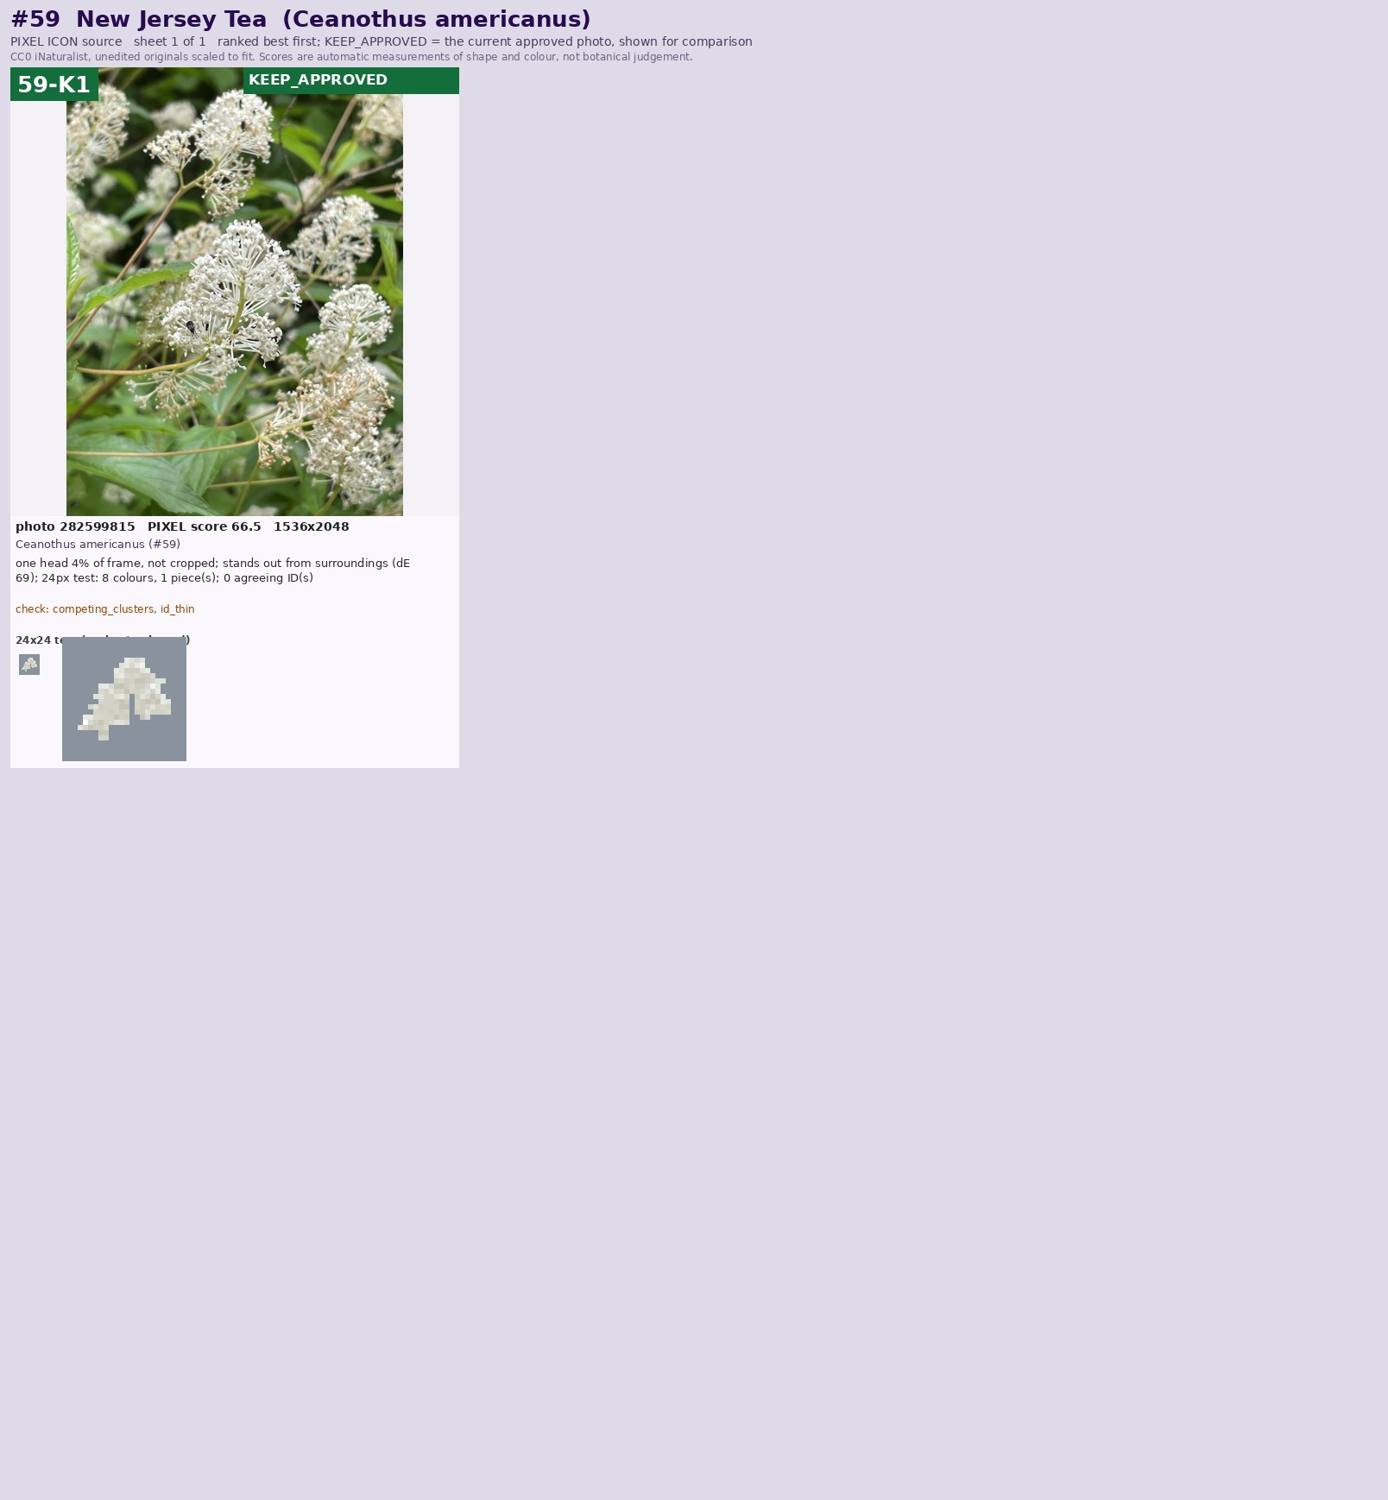 #59  New Jersey Tea  (Ceanothus americanus)
PIXEL ICON source   sheet 1 of 1   ranked best first; KEEP_APPROVED = the current approved photo, shown for comparison
CC0 iNaturalist, unedited originals scaled to fit. Scores are automatic measurements of shape and colour, not botanical judgement.
59-K1
KEEP_APPROVED
photo 282599815   PIXEL score 66.5   1536x2048
Ceanothus americanus (#59)
one head 4% of frame, not cropped; stands out from surroundings (dE
69); 24px test: 8 colours, 1 piece(s); 0 agreeing ID(s)
check: competing_clusters, id_thin
24x24